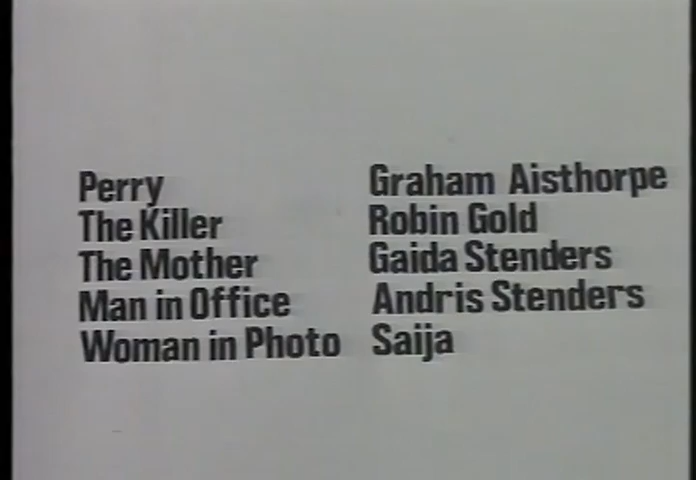 Perry Graham Aisthorpe
The Killer Robin Gold
The Mother Gaida Stenders
Man in Office Andris Stenders
Woman in Photo Saija